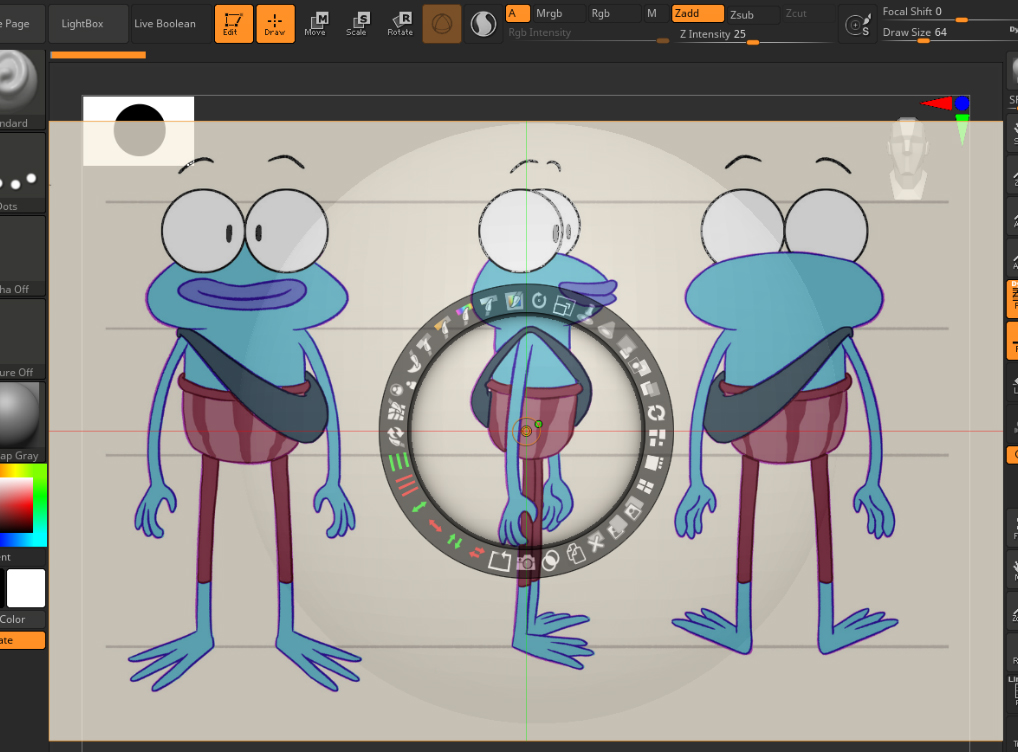 e Page
LightBox
Live Boolean
Edit
Draw
Move
Scale
Rotate
A
Mrgb
Rgb
M
Zadd
Zsub
Zcut
Focal Shift 0
Rgb Intensity
Z Intensity 25
S
Draw Size 64
Dy
ndard
Dots
ha Off
ure Off
ap Gray
nt
Color
ate